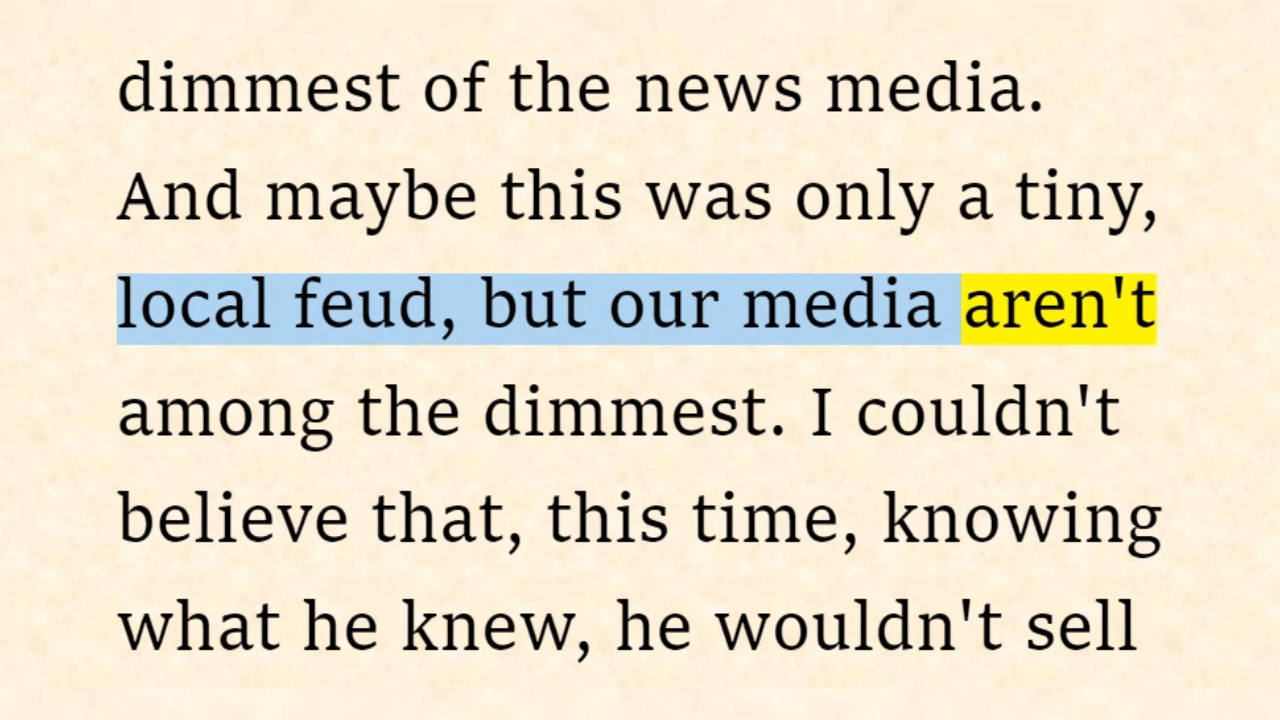 dimmest of the news media.
And maybe this was only a tiny,
local feud, but our media aren't
among the dimmest. I couldn't
believe that, this time, knowing
what he knew, he wouldn't sell